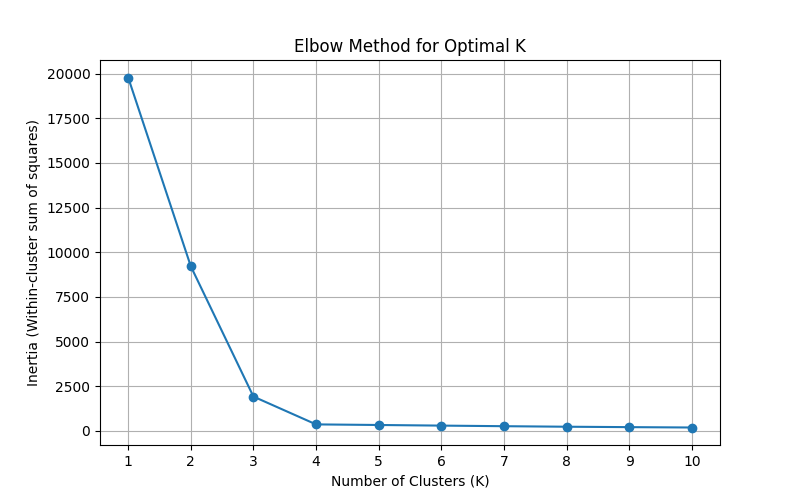 Elbow Method for Optimal K
Inertia (Within-cluster sum of squares)
20000
17500
15000
12500
10000
7500
5000
2500
0
1 2 3 4 5 6 7 8 9 10
Number of Clusters (K)